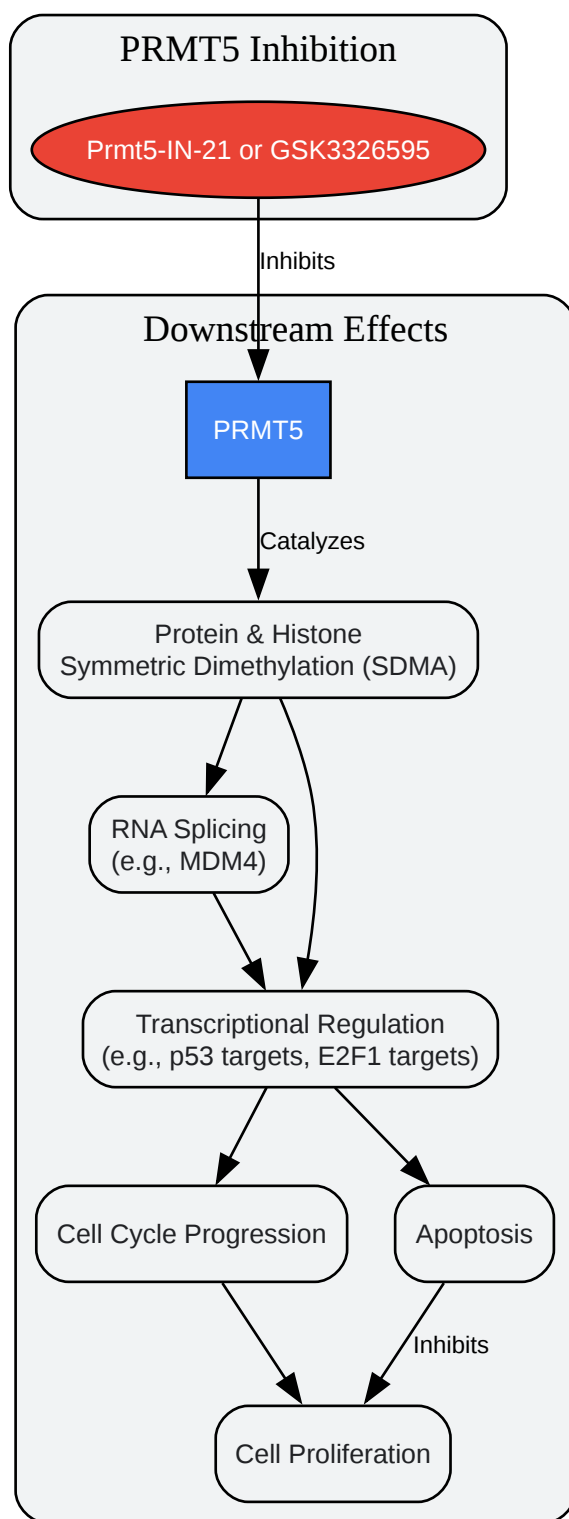 PRMT5 Inhibition
Prmt5-IN-21 or GSK3326595
Inhibits
Downstream Effects
PRMT5
Catalyzes
Protein & Histone
Symmetric Dimethylation (SDMA)
RNA Splicing
(e.g., MDM4)
Transcriptional Regulation
(e.g., p53 targets, E2F1 targets)
Cell Cycle Progression
Apoptosis
Inhibits
Cell Proliferation